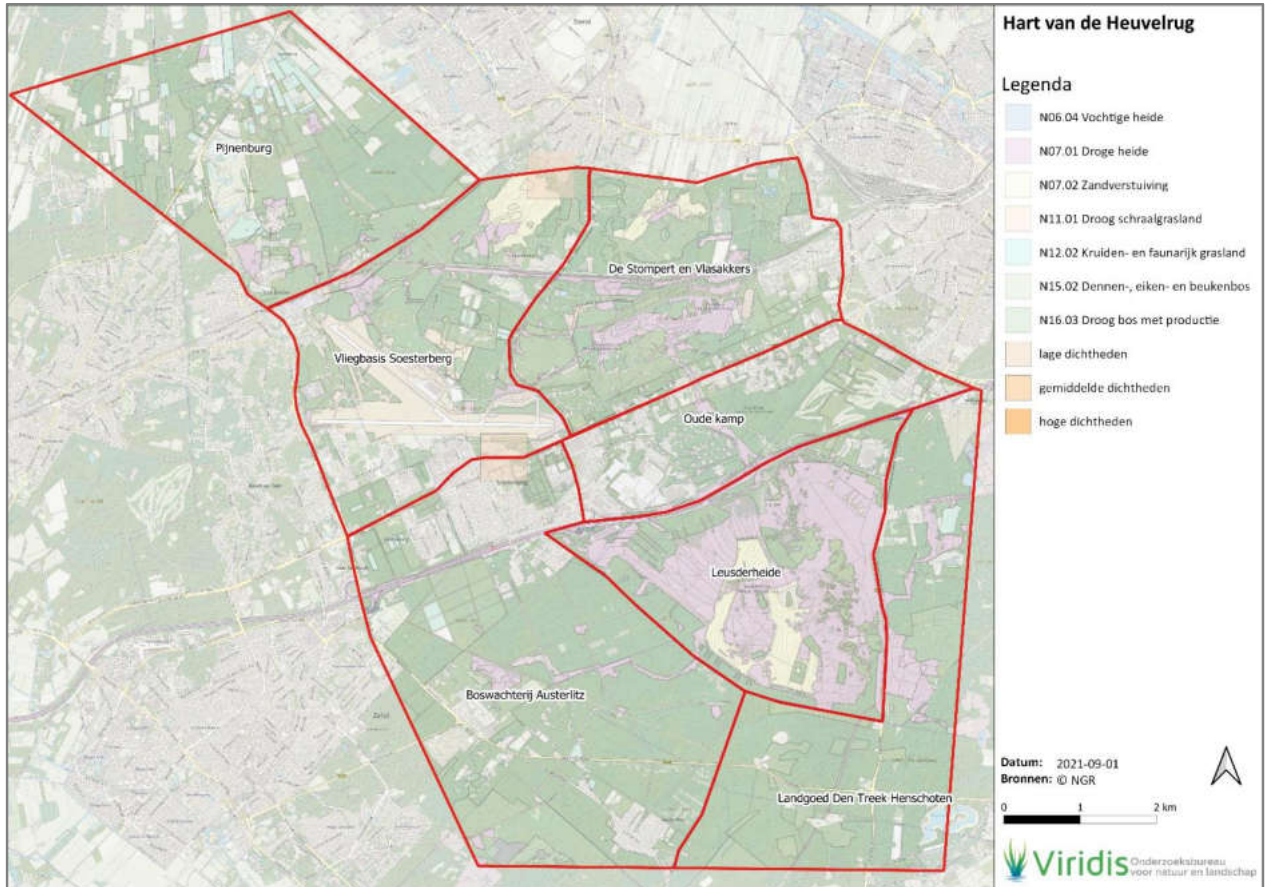 Hart van de Heuvelrug
Legenda
N06.04 Vochtige heide
N07.01 Droge heide
N07.02 Zandverstuiving
N11.01 Droog schraalgrasland
N12.02 Kruiden- en faunarijk grasland
N15.02 Dennen-, eiken- en beukenbos
N16.03 Droog bos met productie
lage dichtheden
gemiddelde dichtheden
hoge dichtheden
Pijnenburg
De Stompert en Vlasakkers
Vliegbasis Soesterberg
Oude kamp
Leusderheide
Boswachterij Austerlitz
Zeist
Landgoed Den Treek Henschoten
Datum: 2021-09-01
Bronnen: © NGR
0 1 2 km
Viridis Onderzoeksbureau
voor natuur en landschap